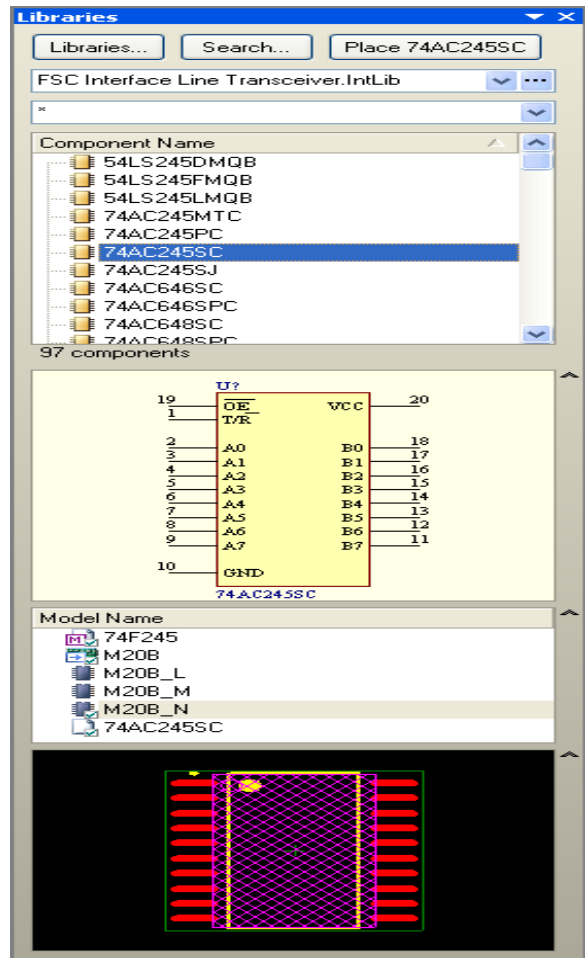 Libraries
Libraries... Search... Place 74AC245SC
FSC Interface Line Transceiver.IntLib ...
*
Component Name
54LS245DMQB
54LS245FMQB
54LS245LMQB
74AC245MTC
74AC245PC
74AC245SC
74AC245SJ
74AC646SC
74AC646SPC
74AC648SC
74AC648SPC
97 components
U?
19 OE VCC 20
1 T/R
2 A0 B0 18
3 A1 B1 17
4 A2 B2 16
5 A3 B3 15
6 A4 B4 14
7 A5 B5 13
8 A6 B6 12
9 A7 B7 11
10 GND
74AC245SC
Model Name
M 74F245
M20B
M20B_L
M20B_M
M20B_N
74AC245SC